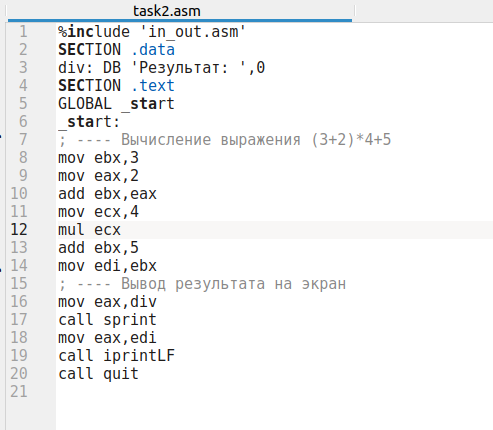 task2.asm
1 %include 'in_out.asm'
2 SECTION .data
3 div: DB 'Результат: ',0
4 SECTION .text
5 GLOBAL _start
6 _start:
7 ; ---- Вычисление выражения (3+2)*4+5
8 mov ebx,3
9 mov eax,2
10 add ebx,eax
11 mov ecx,4
12 mul ecx
13 add ebx,5
14 mov edi,ebx
15 ; ---- Вывод результата на экран
16 mov eax,div
17 call sprint
18 mov eax,edi
19 call iprintLF
20 call quit
21